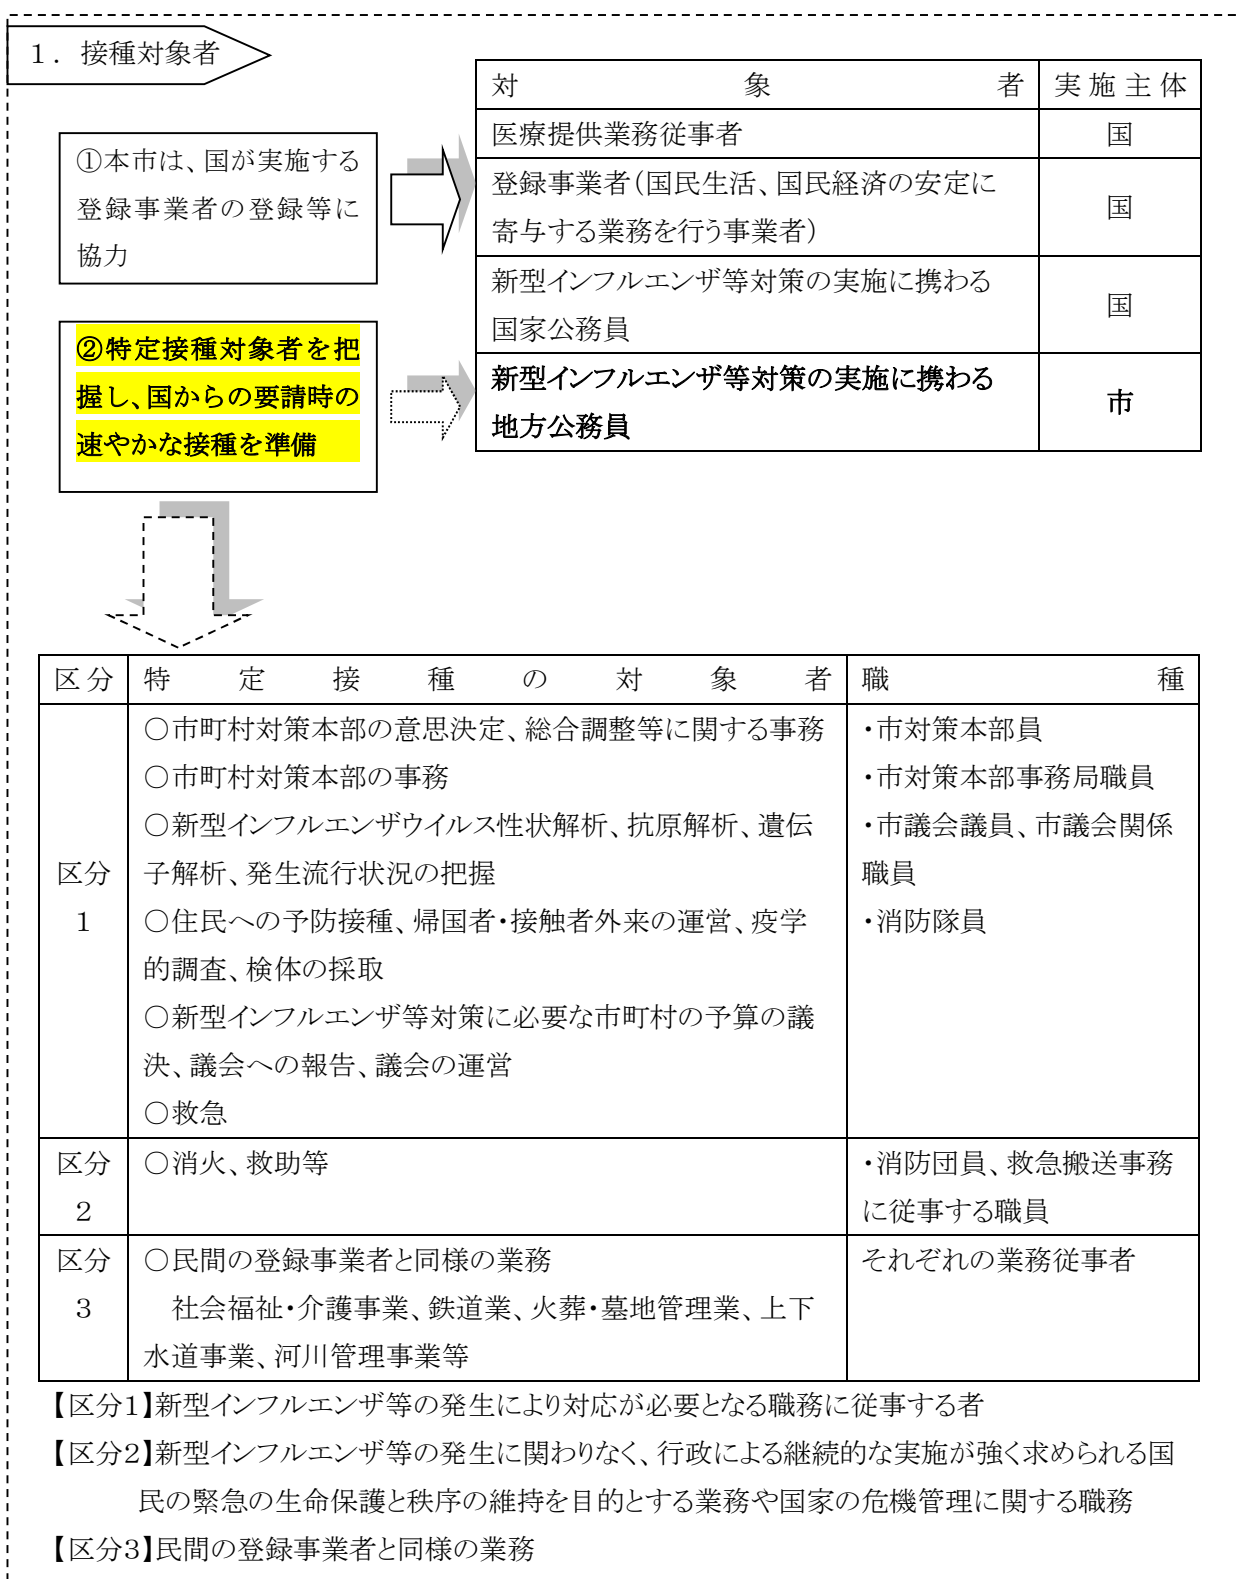 1．接種対象者
対象者 実施主体
医療提供業務従事者 国
登録事業者（国民生活、国民経済の安定に
寄与する業務を行う事業者） 国
新型インフルエンザ等対策の実施に携わる
国家公務員 国
新型インフルエンザ等対策の実施に携わる
地方公務員 市
①本市は、国が実施する
登録事業者の登録等に
協力
②特定接種対象者を把
握し、国からの要請時の
速やかな接種を準備
区分 特定接種の対象者 職種
区分
1
○市町村対策本部の意思決定、総合調整等に関する事務
○市町村対策本部の事務
○新型インフルエンザウイルス性状解析、抗原解析、遺伝
子解析、発生流行状況の把握
○住民への予防接種、帰国者・接触者外来の運営、疫学
的調査、検体の採取
○新型インフルエンザ等対策に必要な市町村の予算の議
決、議会への報告、議会の運営
○救急
・市対策本部員
・市対策本部事務局職員
・市議会議員、市議会関係
職員
・消防隊員
区分
2
○消火、救助等
・消防団員、救急搬送事務
に従事する職員
区分
3
○民間の登録事業者と同様の業務
社会福祉・介護事業、鉄道業、火葬・墓地管理業、上下
水道事業、河川管理事業等
それぞれの業務従事者
【区分1】新型インフルエンザ等の発生により対応が必要となる職務に従事する者
【区分2】新型インフルエンザ等の発生に関わりなく、行政による継続的な実施が強く求められる国
民の緊急の生命保護と秩序の維持を目的とする業務や国家の危機管理に関する職務
【区分3】民間の登録事業者と同様の業務